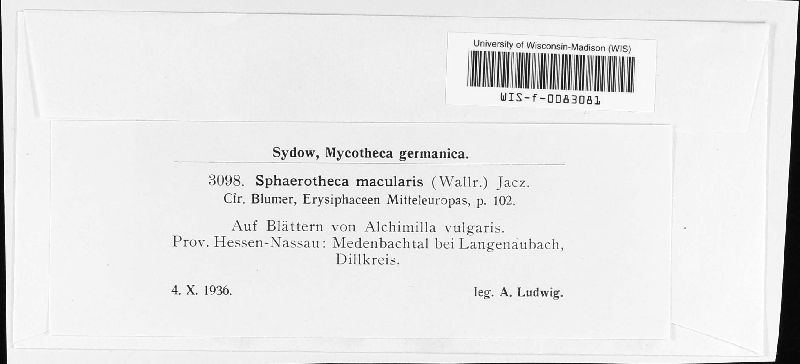 University of Wisconsin-Madison (WIS)
WIS-f-0083081
Sydow, Mycotheca germanica.
3098. Sphaerotheca macularis (Wallr.) Jacz.
Cfr. Blumer, Erysiphaceen Mitteleuropas, p. 102.
Auf Blättern von Alchimilla vulgaris.
Prov. Hessen-Nassau: Medenbachtal bei Langenaubach,
Dillkreis.
4. X. 1936. leg. A. Ludwig.